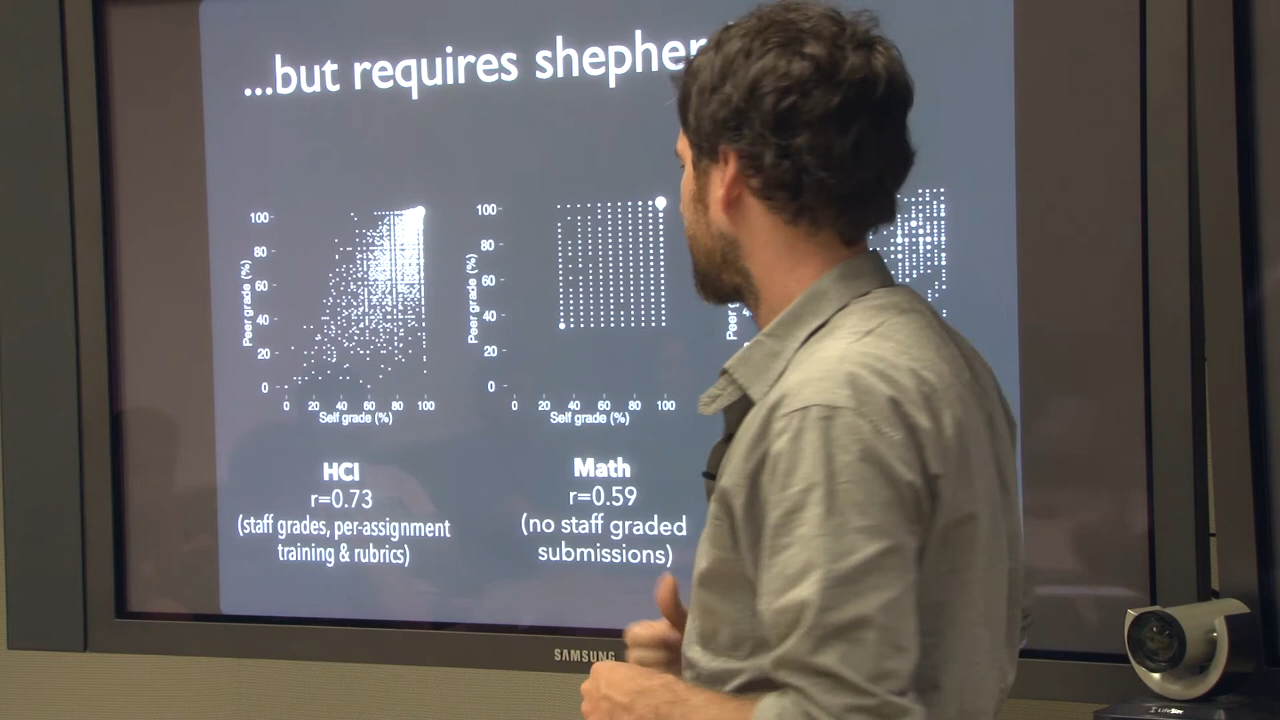 ...but requires
100
80
60
40
20
0
Peer grade (%)
0 20 40 60 80 100
Self grade (%)
HCI
r=0.73
(staff grades, per-assignment
training & rubrics)
100
80
60
40
20
0
Peer grade (%)
0 20 40 60 80 100
Self grade (%)
Math
r=0.59
(no staff graded
submissions)
Peer
SAMSUNG
LifeSize